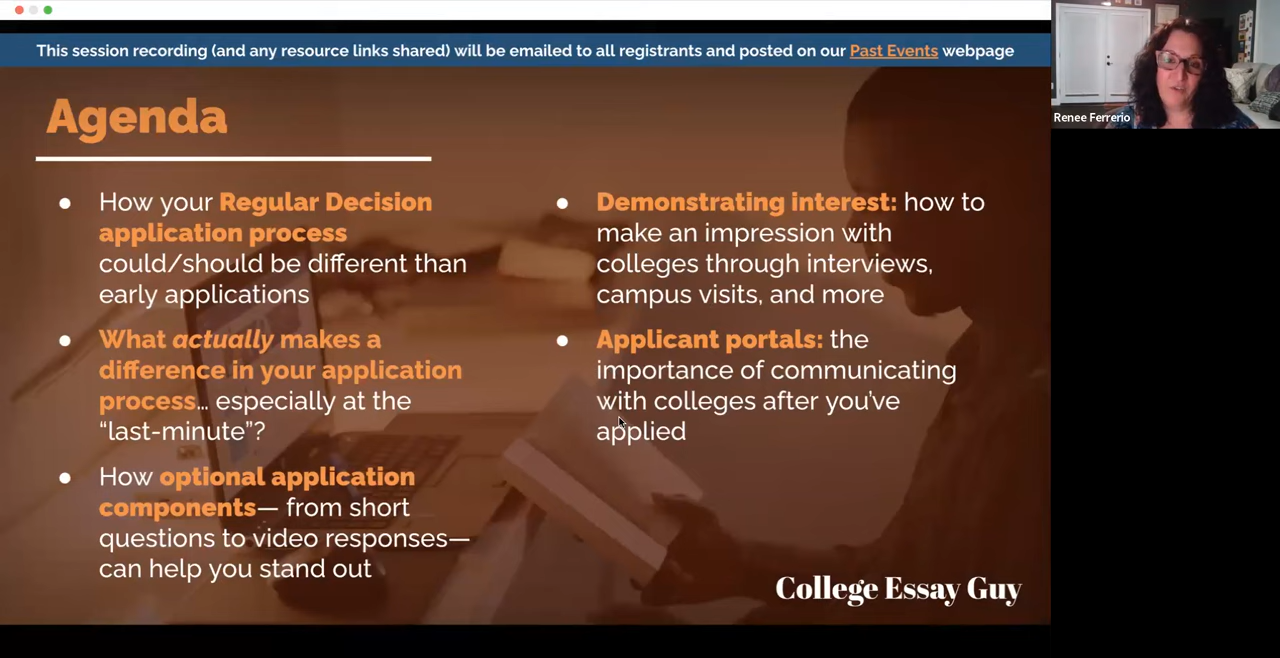 This session recording (and any resource links shared) will be emailed to all registrants and posted on our Past Events webpage
Agenda
● How your Regular Decision
application process
could/should be different than
early applications
● What actually makes a
difference in your application
process… especially at the
“last-minute”?
● How optional application
components— from short
questions to video responses—
can help you stand out
● Demonstrating interest: how to
make an impression with
colleges through interviews,
campus visits, and more
● Applicant portals: the
importance of communicating
with colleges after you’ve
applied
College Essay Guy
Renee Ferrerio